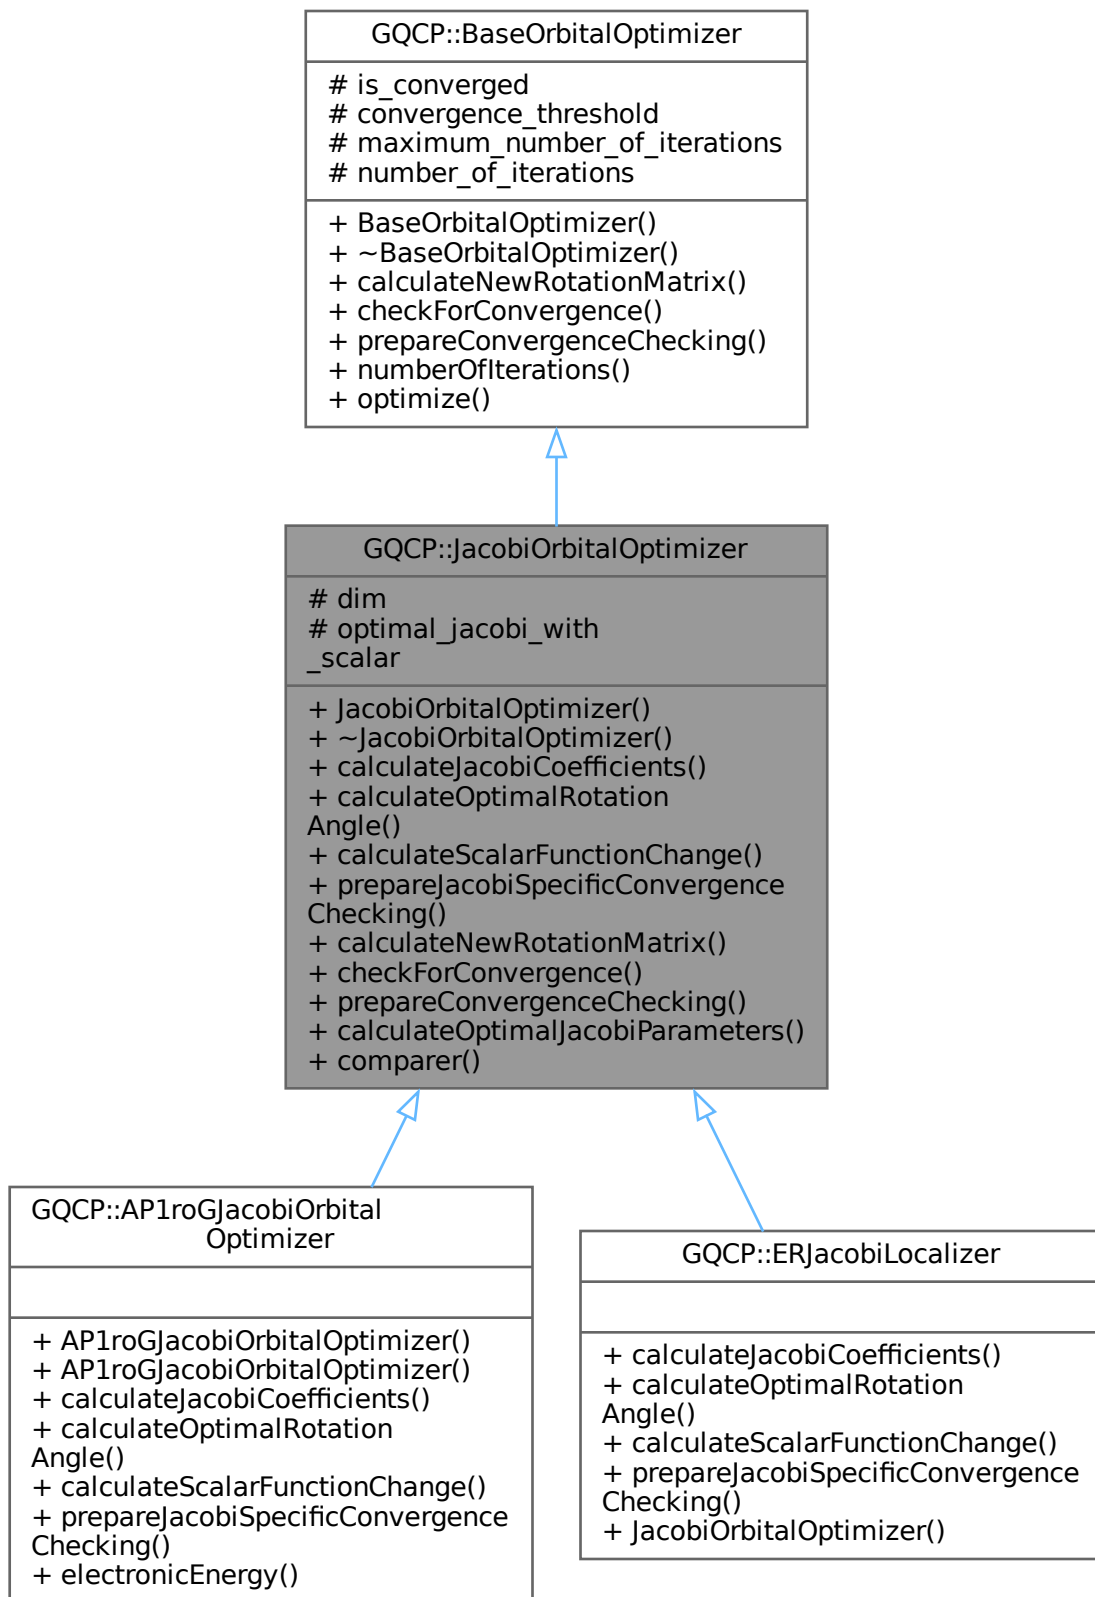 GQCP::BaseOrbitalOptimizer
# is_converged
# convergence_threshold
# maximum_number_of_iterations
# number_of_iterations
+ BaseOrbitalOptimizer()
+ ~BaseOrbitalOptimizer()
+ calculateNewRotationMatrix()
+ checkForConvergence()
+ prepareConvergenceChecking()
+ numberOfIterations()
+ optimize()
GQCP::JacobiOrbitalOptimizer
# dim
# optimal_jacobi_with
_scalar
+ JacobiOrbitalOptimizer()
+ ~JacobiOrbitalOptimizer()
+ calculateJacobiCoefficients()
+ calculateOptimalRotation
Angle()
+ calculateScalarFunctionChange()
+ prepareJacobiSpecificConvergence
Checking()
+ calculateNewRotationMatrix()
+ checkForConvergence()
+ prepareConvergenceChecking()
+ calculateOptimalJacobiParameters()
+ comparer()
GQCP::AP1roGJacobiOrbital
Optimizer
+ AP1roGJacobiOrbitalOptimizer()
+ AP1roGJacobiOrbitalOptimizer()
+ calculateJacobiCoefficients()
+ calculateOptimalRotation
Angle()
+ calculateScalarFunctionChange()
+ prepareJacobiSpecificConvergence
Checking()
+ electronicEnergy()
GQCP::ERJacobiLocalizer
+ calculateJacobiCoefficients()
+ calculateOptimalRotation
Angle()
+ calculateScalarFunctionChange()
+ prepareJacobiSpecificConvergence
Checking()
+ JacobiOrbitalOptimizer()